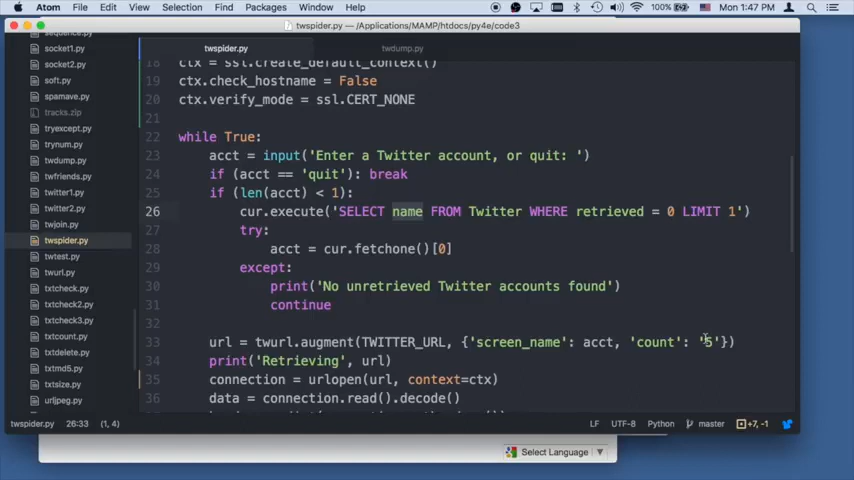 Atom File Edit View Selection Find Packages Window Help
100% Mon 1:47 PM
twspider.py — /Applications/MAMP/htdocs/py4e/code3
sequence.py
socket1.py
socket2.py
soft.py
spamave.py
tracks.zip
tryexcept.py
trynum.py
twdump.py
twfriends.py
twitter1.py
twitter2.py
twjoin.py
twspider.py
twtest.py
twurl.py
txtcheck.py
txtcheck2.py
txtcheck3.py
txtcount.py
txtdelete.py
txtmd5.py
txtsize.py
urljpeg.py
twspider.py twdump.py
18 ctx = ssl.create_default_context()
19 ctx.check_hostname = False
20 ctx.verify_mode = ssl.CERT_NONE
21
22 while True:
23 acct = input('Enter a Twitter account, or quit: ')
24 if (acct == 'quit'): break
25 if (len(acct) < 1):
26 cur.execute('SELECT name FROM Twitter WHERE retrieved = 0 LIMIT 1')
27 try:
28 acct = cur.fetchone()[0]
29 except:
30 print('No unretrieved Twitter accounts found')
31 continue
32
33 url = twurl.augment(TWITTER_URL, {'screen_name': acct, 'count': '5'})
34 print('Retrieving', url)
35 connection = urlopen(url, context=ctx)
36 data = connection.read().decode()
twspider.py 26:33 (1, 4) LF UTF-8 Python master +7, -1
Select Language